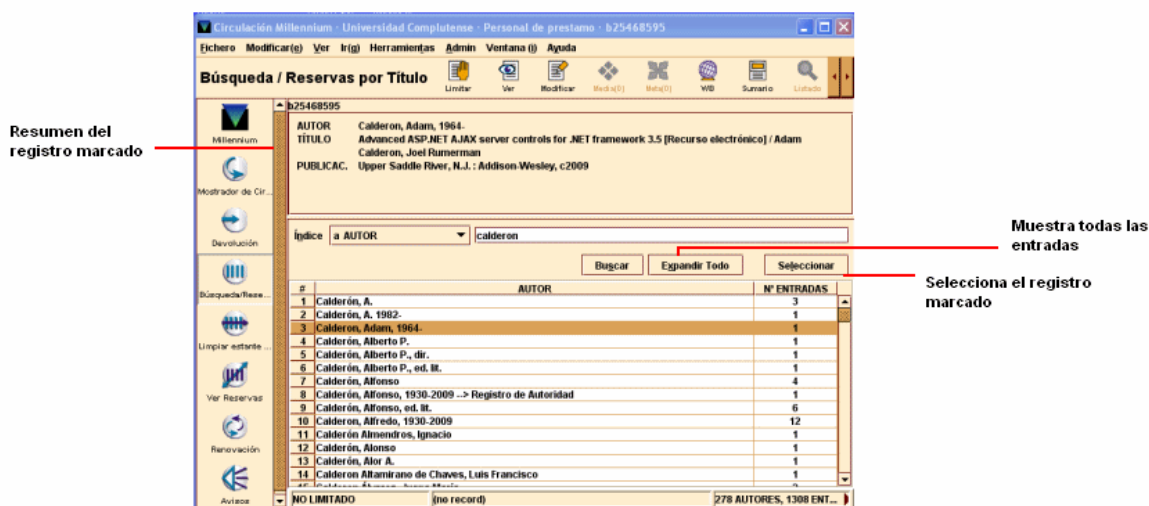 Circulación Millennium · Universidad Complutense · Personal de prestamo · b25468595
Fichero Modificar(e) Ver Ir(g) Herramientas Admin Ventana (i) Ayuda
Búsqueda / Reservas por Título
Limitar Ver Modificar Media(0) Meta(0) WB Sumario Listado
Resumen del
registro marcado
Millennium
Mostrador de Cir...
Devolución
Búsqueda/Rese...
Limpiar estante ...
Ver Reservas
Renovación
Avisos
b25468595
AUTOR Calderon, Adam, 1964-
TÍTULO Advanced ASP.NET AJAX server controls for .NET framework 3.5 [Recurso electrónico] / Adam
Calderon, Joel Rumerman
PUBLICAC. Upper Saddle River, N.J. : Addison-Wesley, c2009
Índice a AUTOR calderon
Buscar Expandir Todo Seleccionar
Muestra todas las
entradas
Selecciona el registro
marcado
# AUTOR Nº ENTRADAS
1 Calderón, A. 3
2 Calderón, A. 1982- 1
3 Calderon, Adam, 1964- 1
4 Calderón, Alberto P. 1
5 Calderón, Alberto P., dir. 1
6 Calderón, Alberto P., ed. lit. 1
7 Calderón, Alfonso 4
8 Calderón, Alfonso, 1930-2009 --> Registro de Autoridad 1
9 Calderón, Alfonso, ed. lit. 6
10 Calderon, Alfredo, 1930-2009 12
11 Calderón Almendros, Ignacio 1
12 Calderón, Alonso 1
13 Calderón, Alor A. 1
14 Calderon Altamirano de Chaves, Luis Francisco 1
NO LIMITADO (no record) 278 AUTORES, 1308 ENT...